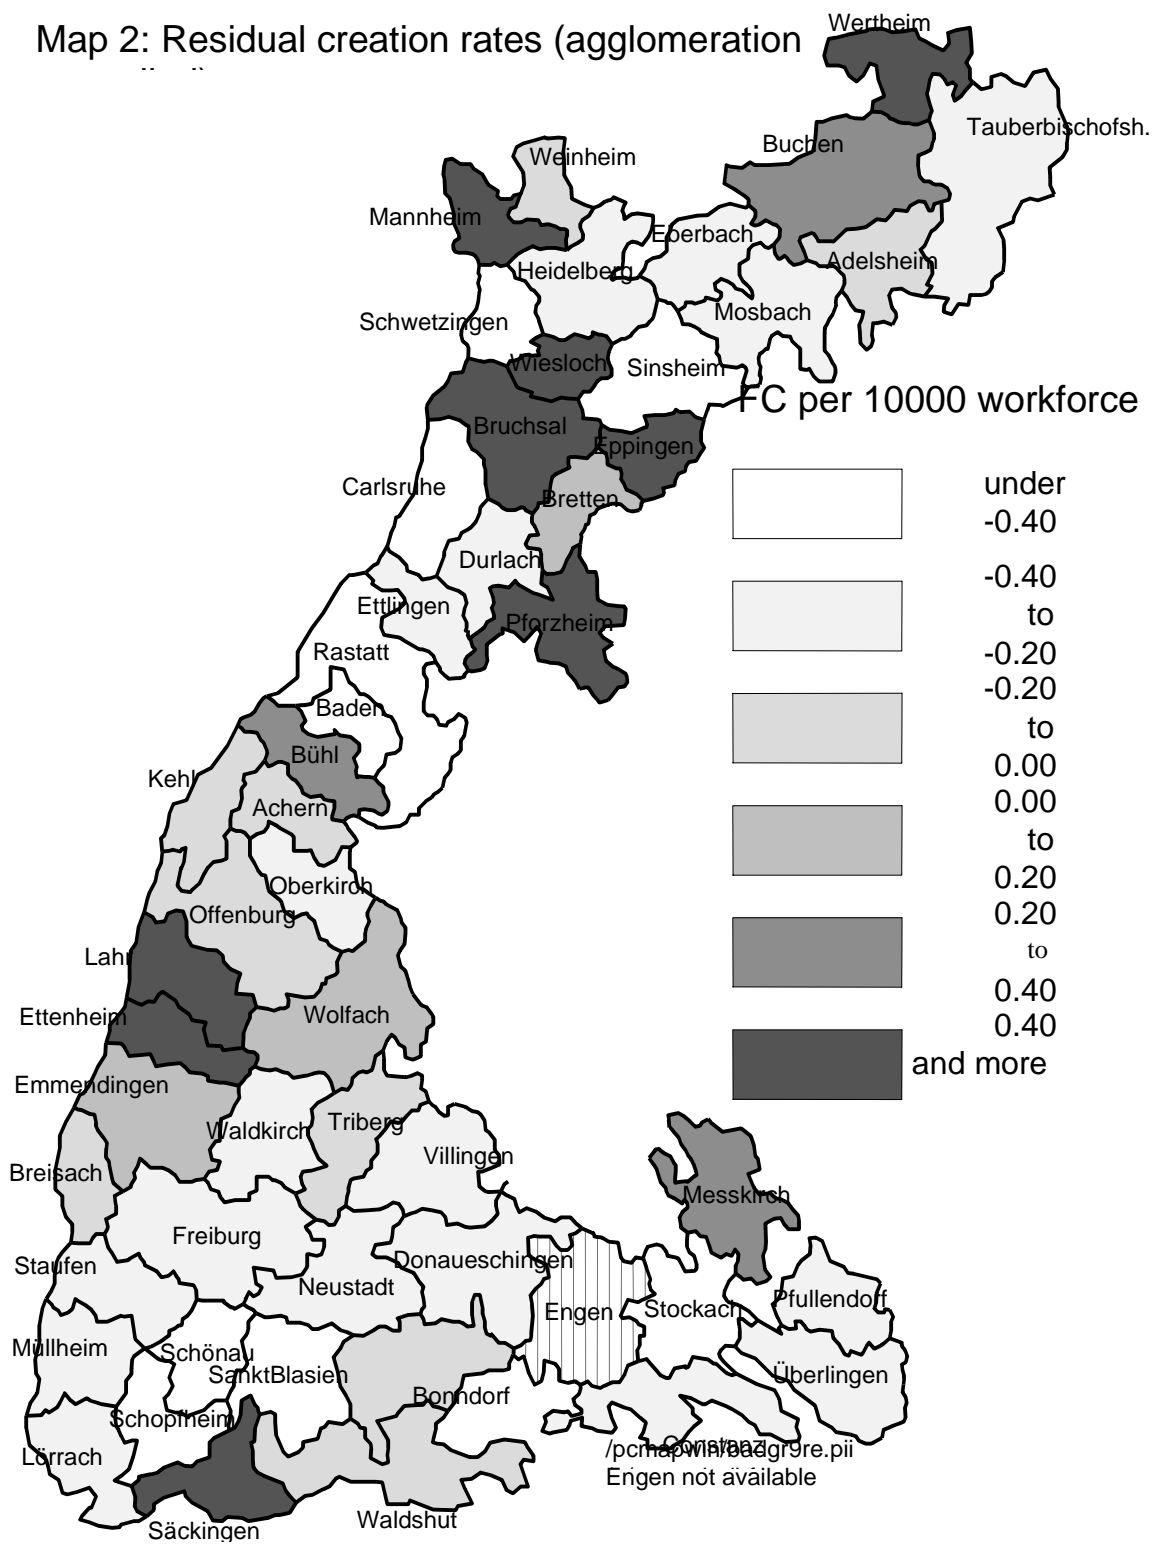 Map 2: Residual creation rates (agglomeration
Wertheim
Tauberbischofsh.
Buchen
Weinheim
Mannheim
Eberbach
Adelsheim
Heidelberg
Mosbach
Schwetzingen
Wiesloch
Sinsheim
FC per 10000 workforce
Bruchsal
Eppingen
Carlsruhe
Bretten
under
-0.40
Durlach
-0.40
to
-0.20
Ettlingen
Pforzheim
Rastatt
Baden
Bühl
-0.20
to
0.00
Kehl
Achern
0.00
to
0.20
Oberkirch
Offenburg
0.20
to
0.40
Lahr
Ettenheim
Wolfach
0.40
and more
Emmendingen
Waldkirch
Triberg
Villingen
Breisach
Messkirch
Freiburg
Staufen
Donaueschingen
Neustadt
Engen
Stockach
Pfullendorf
Müllheim
Schönau
SanktBlasien
Überlingen
Bonndorf
Schopfheim
Lörrach
Constanz
/pcmapwin/badgr9re.pii
Engen not available
Waldshut
Säckingen